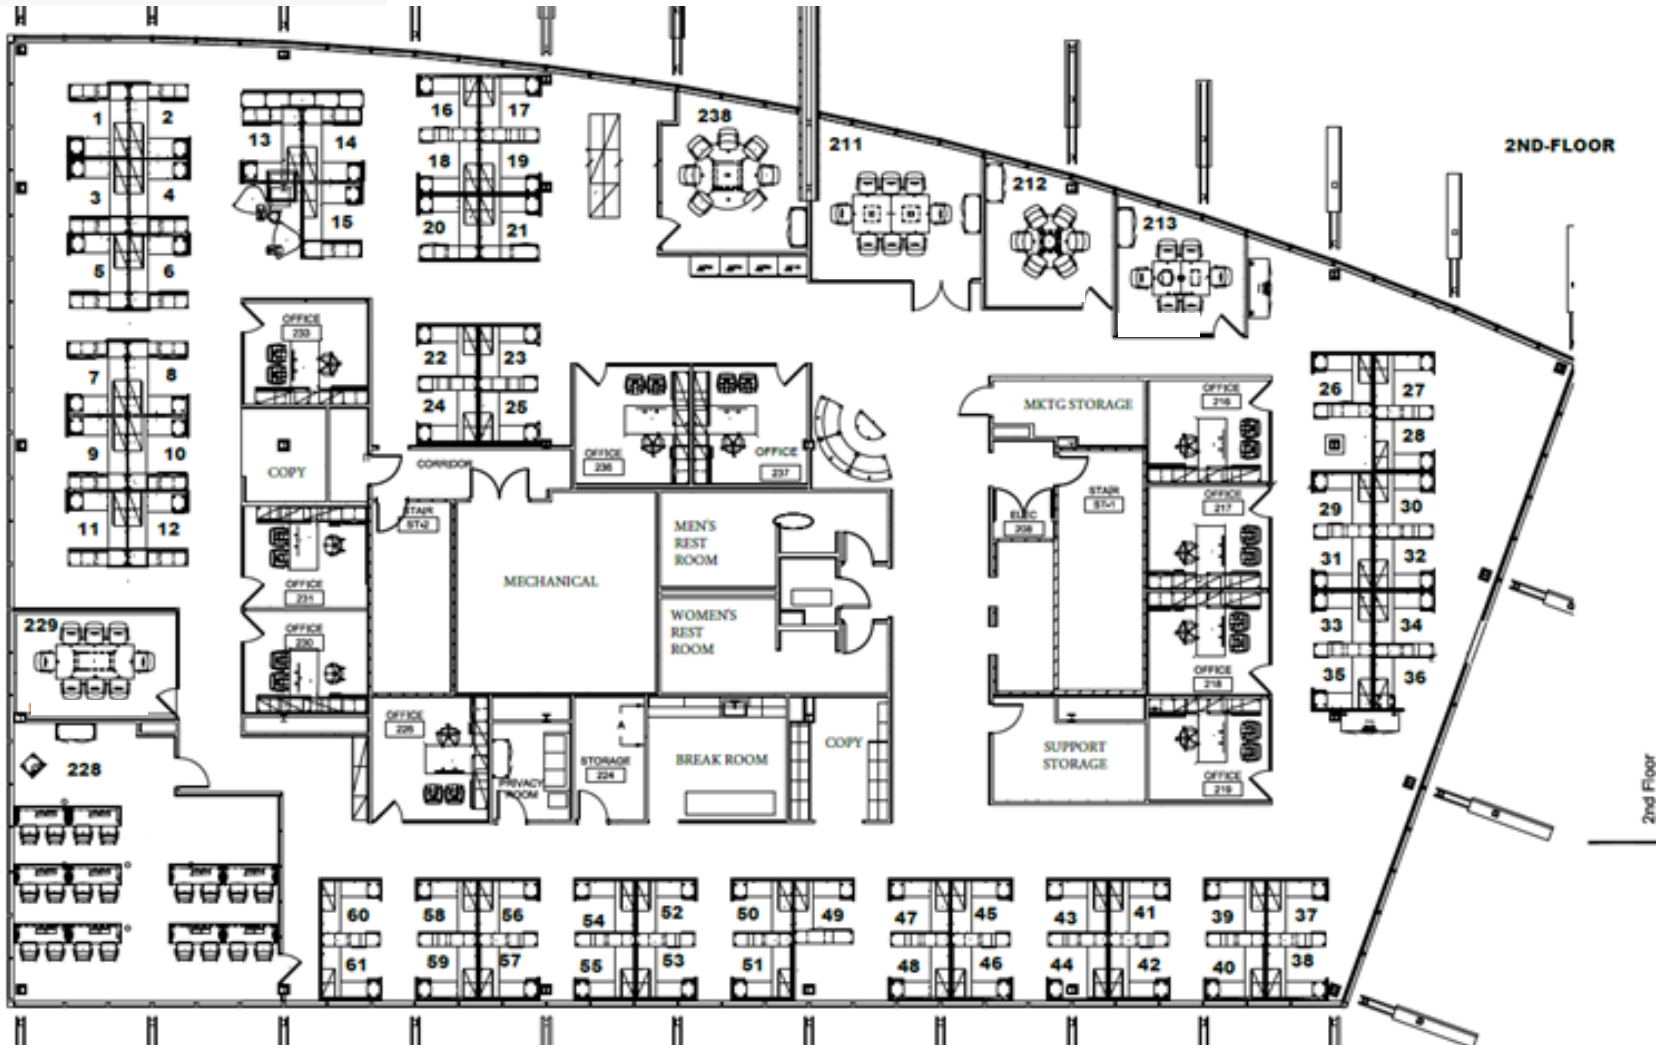 2ND-FLOOR
238
211
212
213
1 2
3 4
5 6
7 8
9 10
11 12
13 14
15
16 17
18 19
20 21
22 23
24 25
26 27
28
29 30
31 32
33 34
35 36
OFFICE
233
COPY
CORRIDOR
OFFICE
236
OFFICE
237
MKTG STORAGE
OFFICE
216
STAIR
ST-2
STAIR
ST-1
ELEC
208
OFFICE
217
MEN'S
REST
ROOM
MECHANICAL
WOMEN'S
REST
ROOM
OFFICE
231
OFFICE
230
OFFICE
218
229
228
OFFICE
226
PRIVACY
ROOM
STORAGE
224
A
BREAK ROOM
COPY
SUPPORT
STORAGE
OFFICE
219
2nd Floor
60 58 56 54 52 50 49 47 45 43 41 39 37
61 59 57 55 53 51 48 46 44 42 40 38